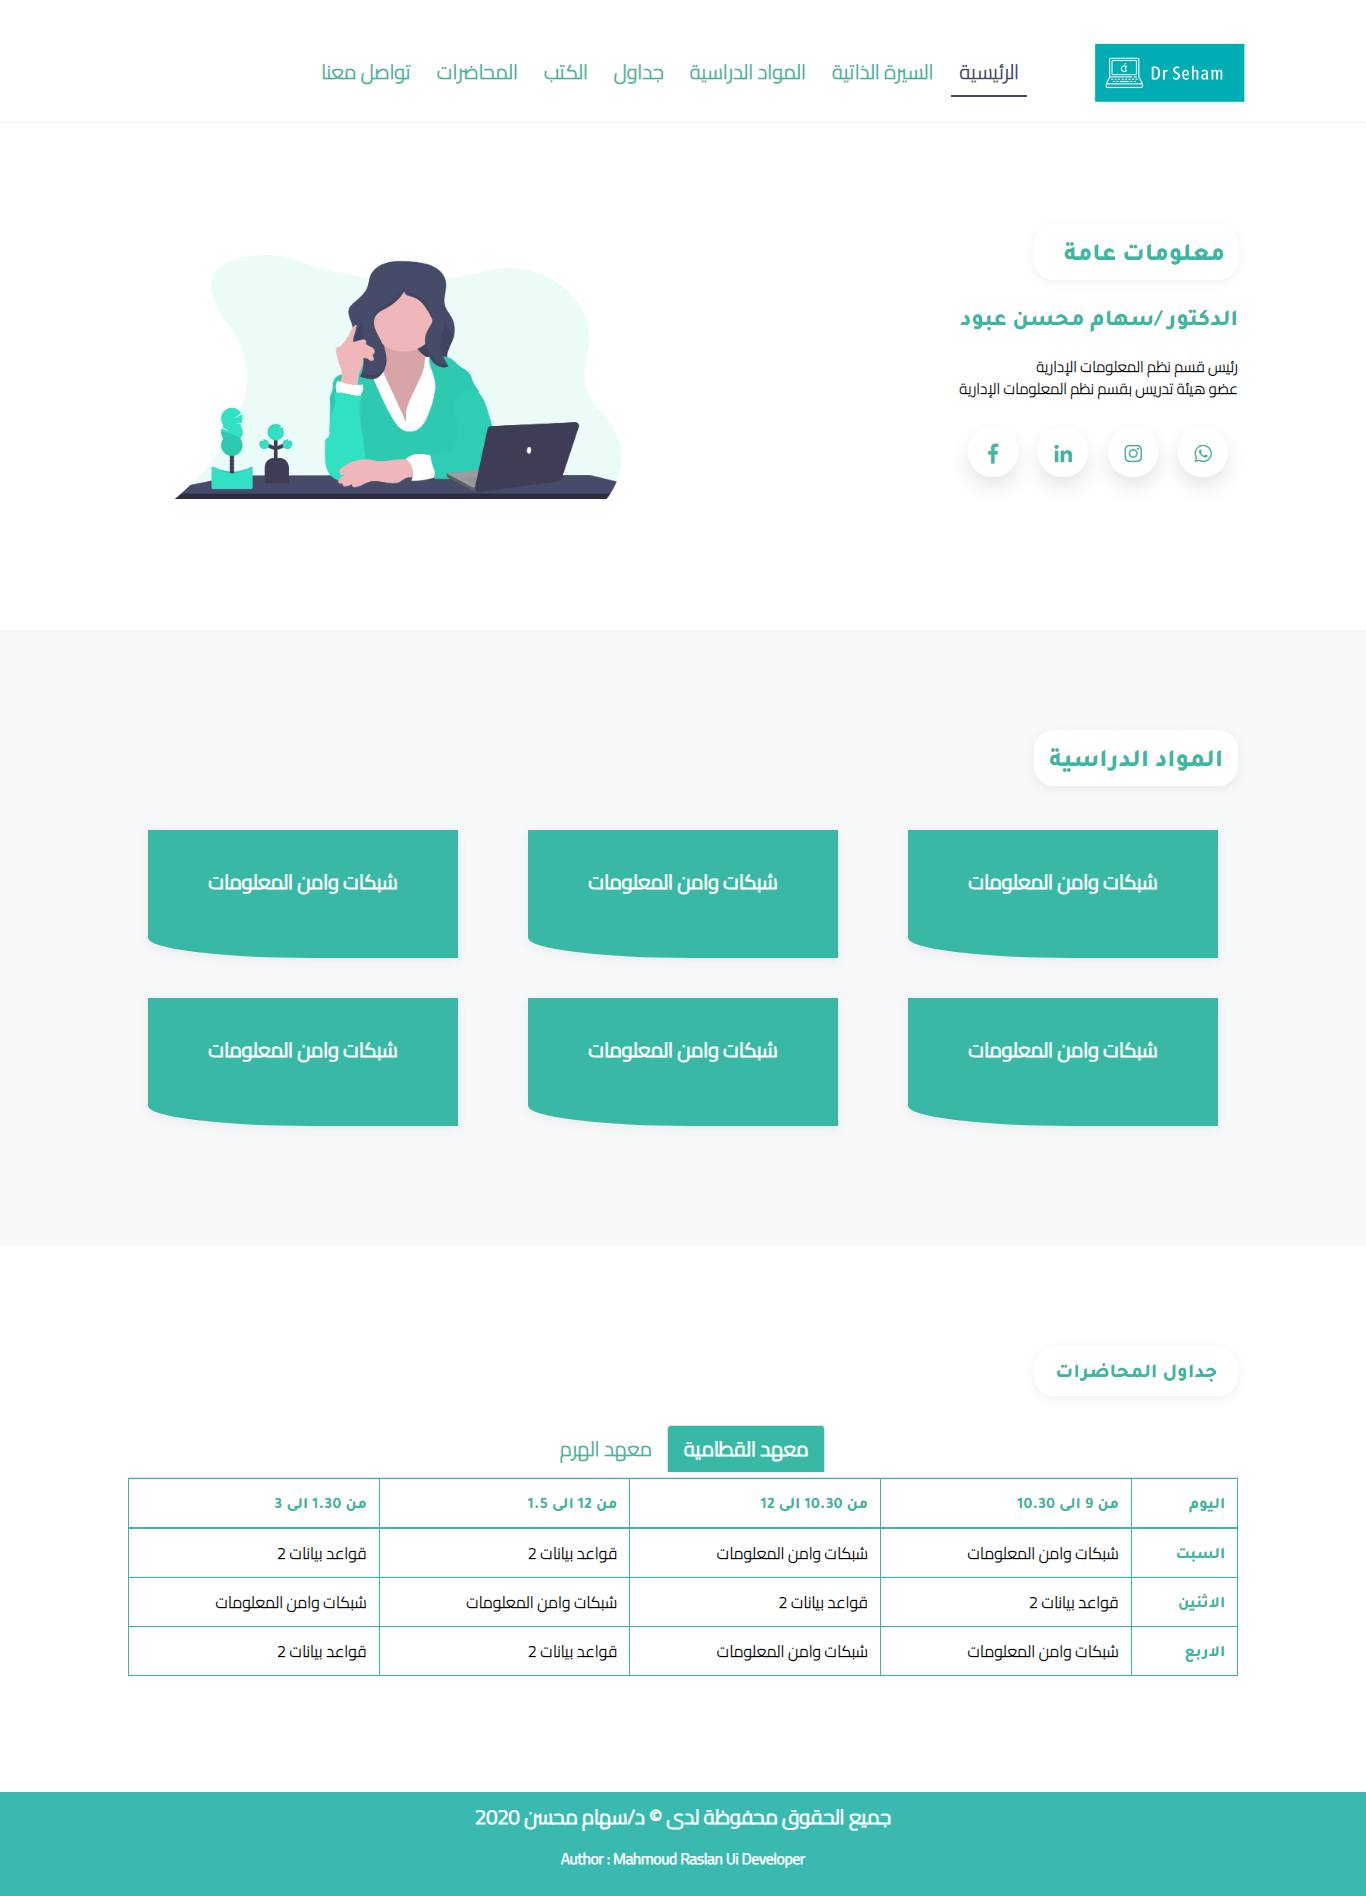 Dr Seham
الرئيسية السيرة الذاتية المواد الدراسية جداول الكتب المحاضرات تواصل معنا
معلومات عامة
الدكتور /سهام محسن عبود
رئيس قسم نظم المعلومات الإدارية
عضو هيئة تدريس بقسم نظم المعلومات الإدارية
المواد الدراسية
شبكات وامن المعلومات شبكات وامن المعلومات شبكات وامن المعلومات
شبكات وامن المعلومات شبكات وامن المعلومات شبكات وامن المعلومات
جداول المحاضرات
معهد القطامية معهد الهرم
اليوم من 9 الى 10.30 من 10.30 الى 12 من 12 الى 1.5 من 1.30 الى 3
السبت شبكات وامن المعلومات شبكات وامن المعلومات قواعد بيانات 2 قواعد بيانات 2
الاثنين قواعد بيانات 2 قواعد بيانات 2 شبكات وامن المعلومات شبكات وامن المعلومات
الاربع شبكات وامن المعلومات شبكات وامن المعلومات قواعد بيانات 2 قواعد بيانات 2
جميع الحقوق محفوظة لدى © د/سهام محسن 2020
Author : Mahmoud Raslan Ui Developer